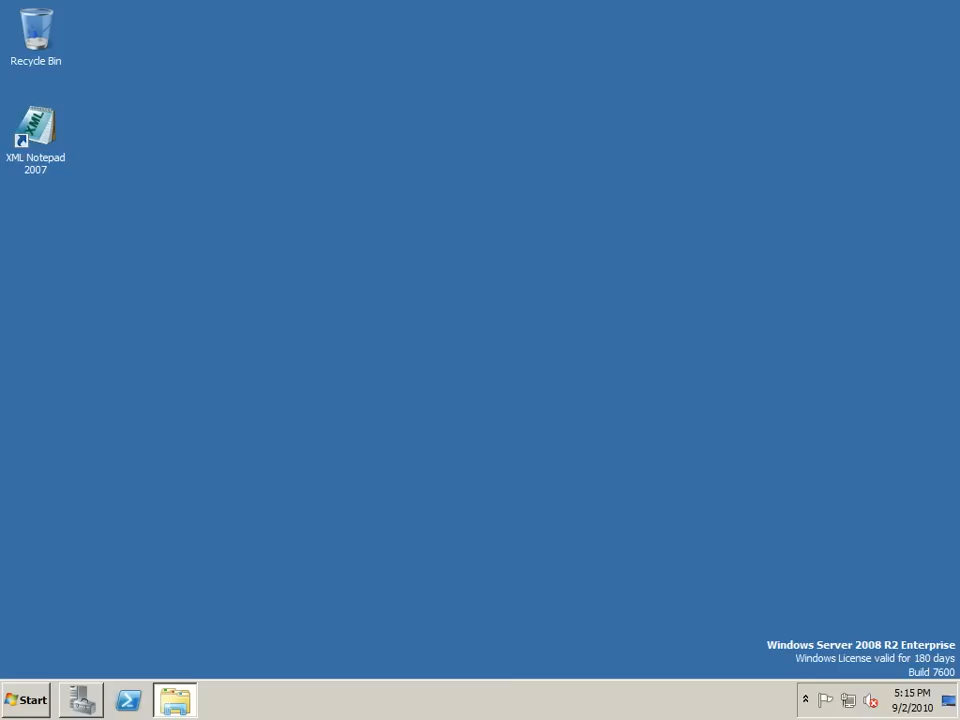 Recycle Bin
XML
XML Notepad
2007
Windows Server 2008 R2 Enterprise
Windows License valid for 180 days
Build 7600
Start
5:15 PM
9/2/2010